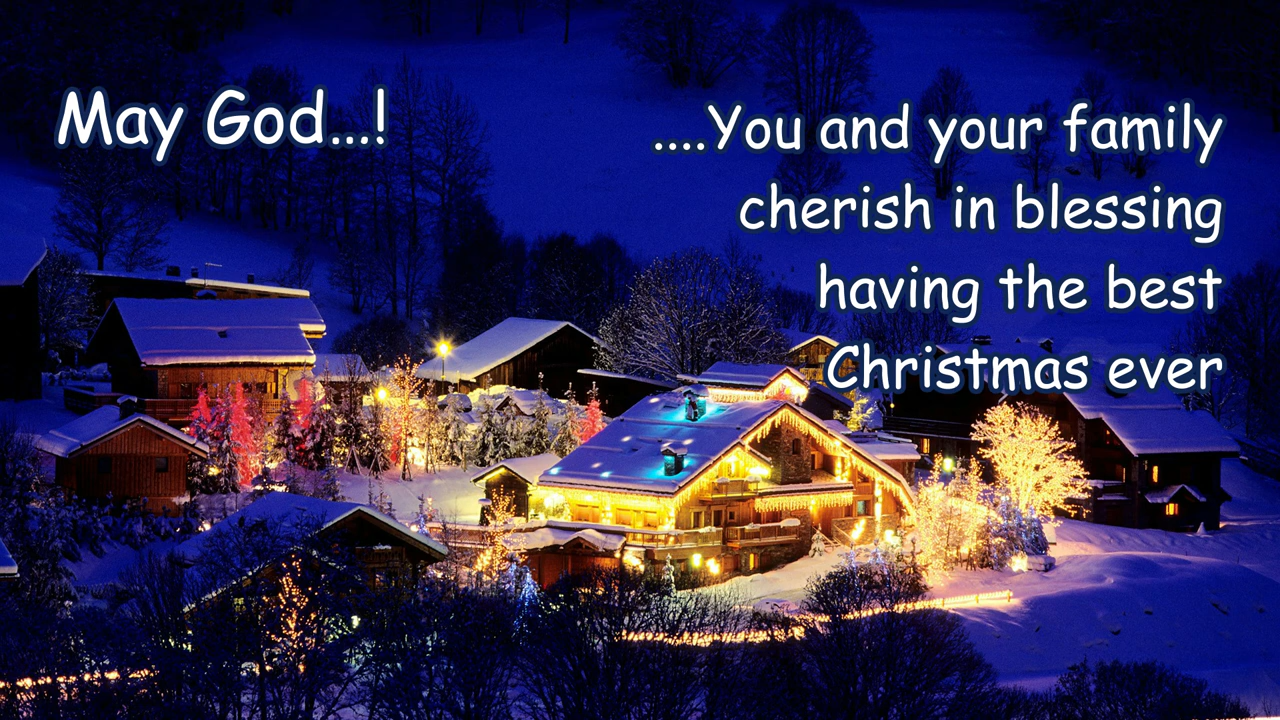 May God...!
....You and your family
cherish in blessing
having the best
Christmas ever